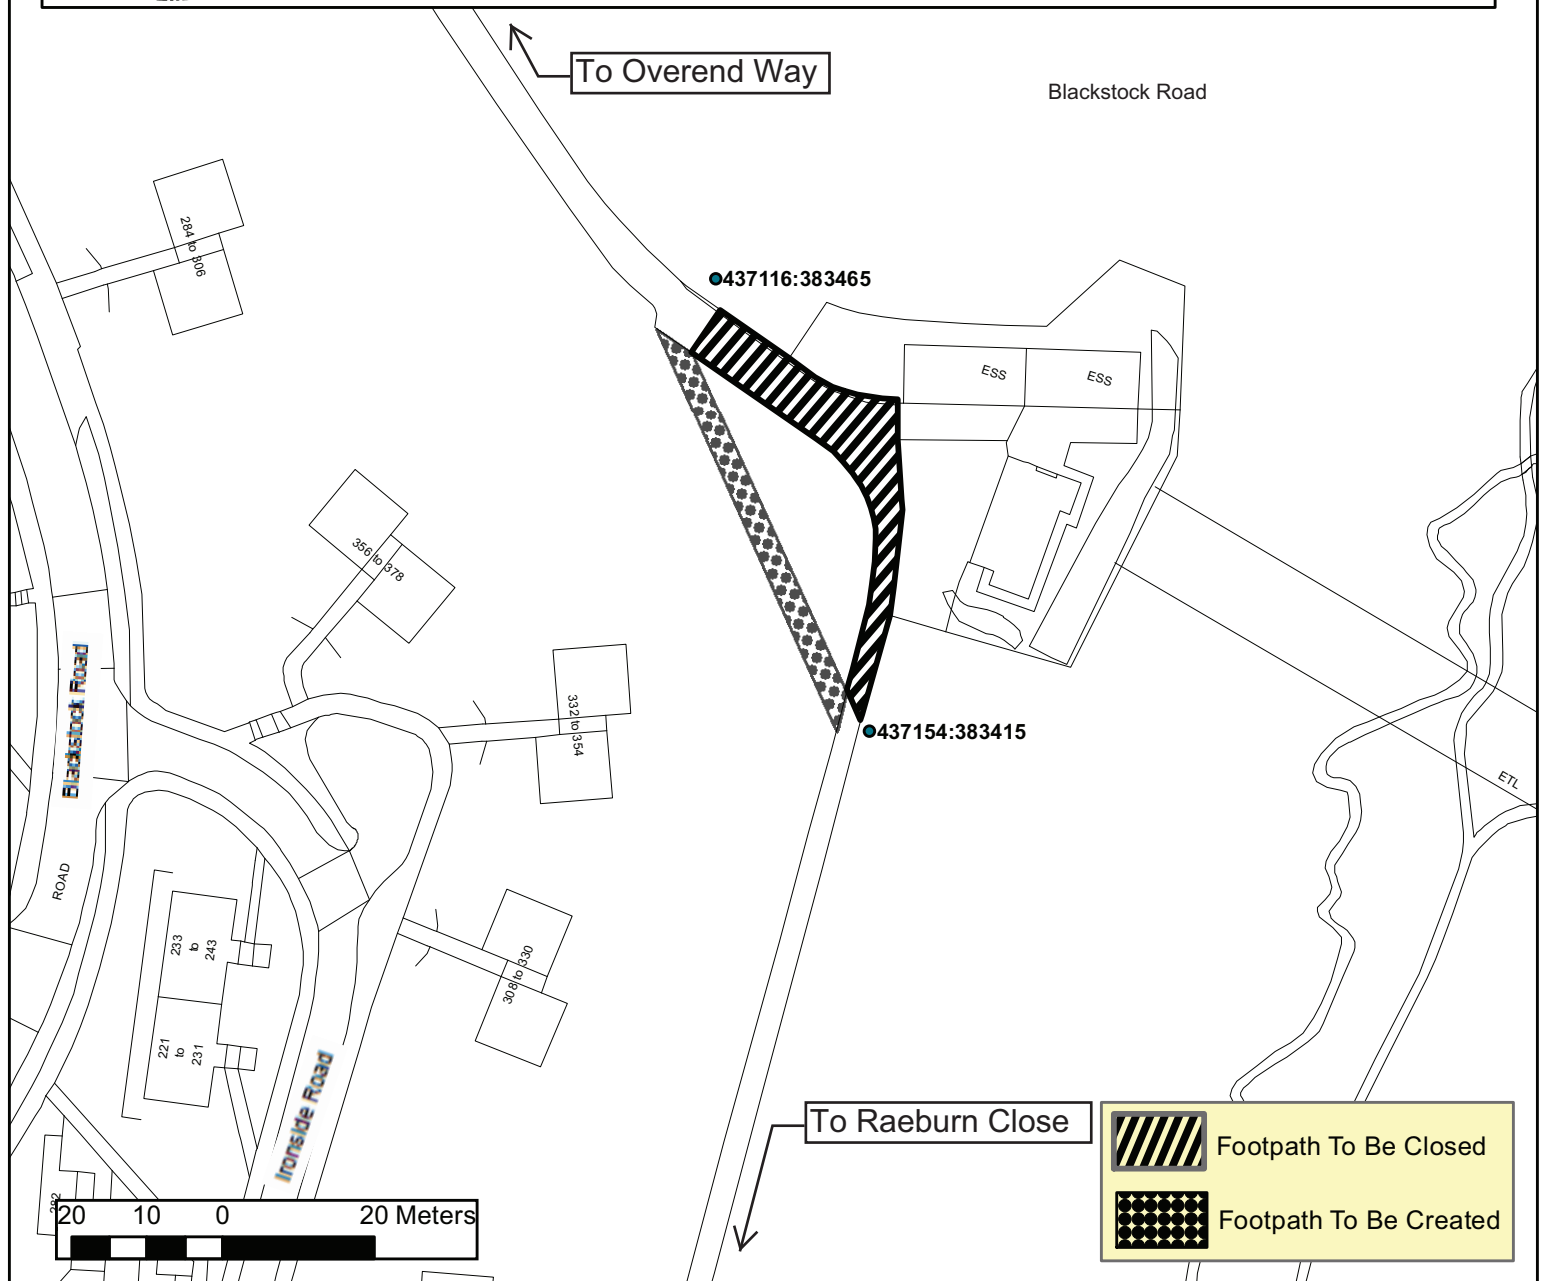 To Overend Way
Blackstock Road
284 to 306
437116:383465
ESS
ESS
356 to 378
Blackstock Road
332 to 354
437154:383415
ETL
ROAD
233
to
243
308 to 330
221
to
231
Ironside Road
To Raeburn Close
Footpath To Be Closed
Footpath To Be Created
282
20 10 0 20 Meters